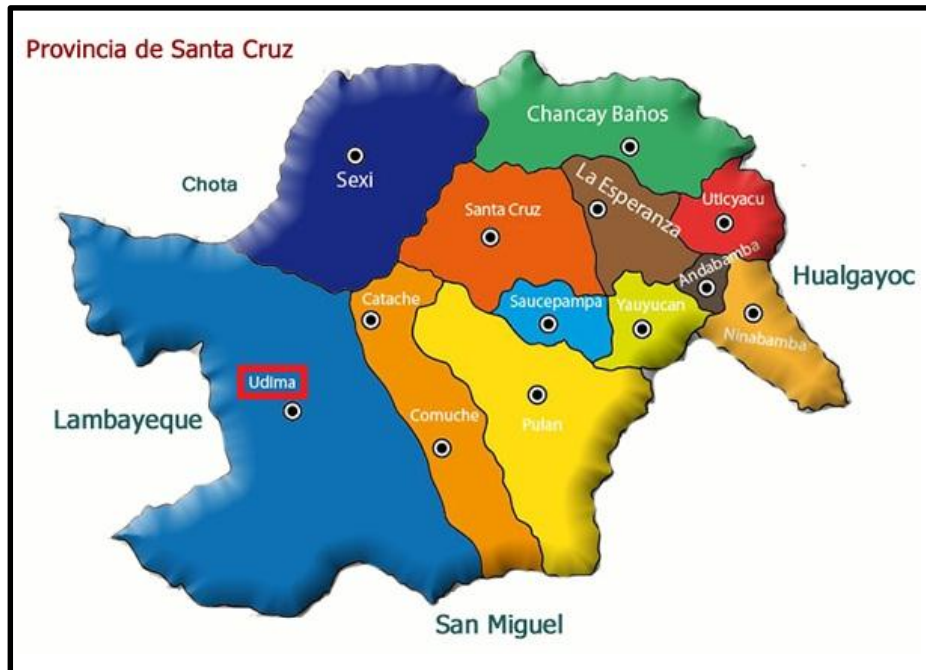 Provincia de Santa Cruz
Chancay Baños
Chota
Sexi
La Esperanza
Uticyacu
Santa Cruz
Andabamba
Hualgayoc
Catache
Saucepampa
Yauyucan
Ninabamba
Udima
Lambayeque
Comuche
Pulan
San Miguel